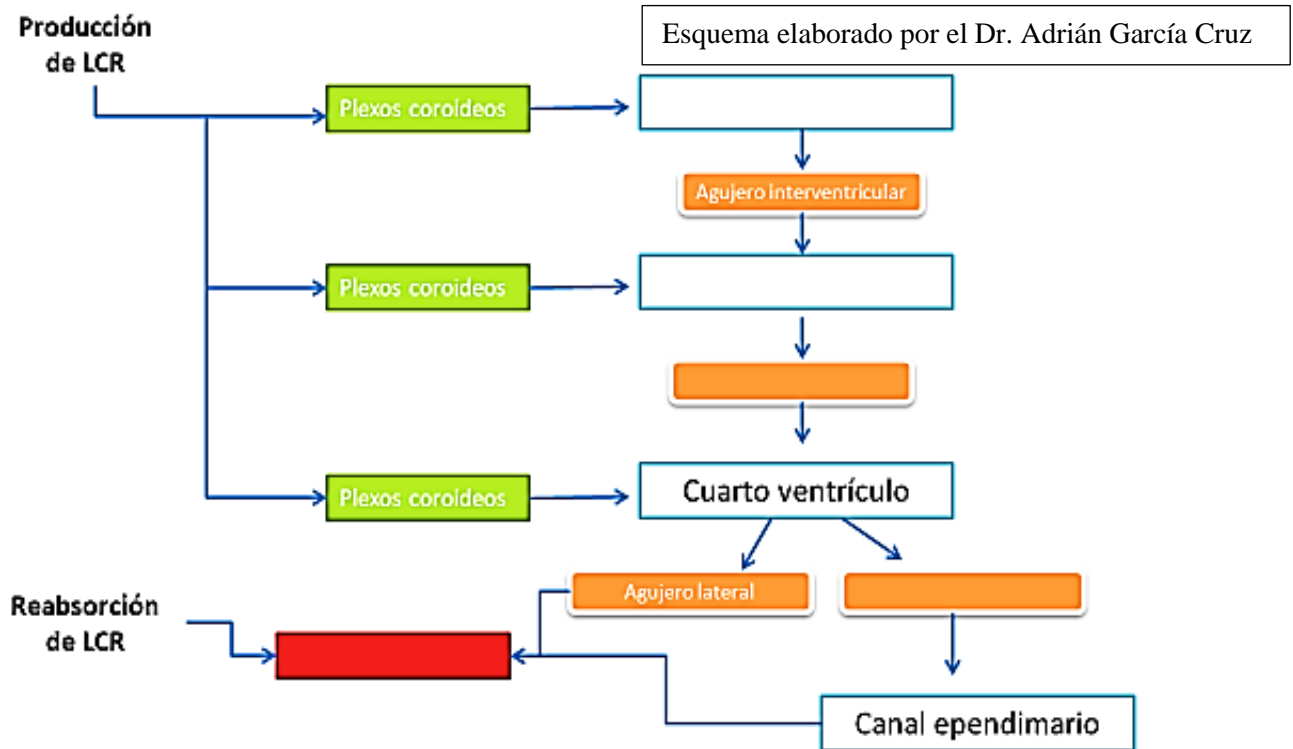 Producción
de LCR
Esquema elaborado por el Dr. Adrián García Cruz
Plexos coroideos
Agujero interventricular
Plexos coroideos
Plexos coroideos
Cuarto ventrículo
Agujero lateral
Reabsorción
de LCR
Canal ependimario